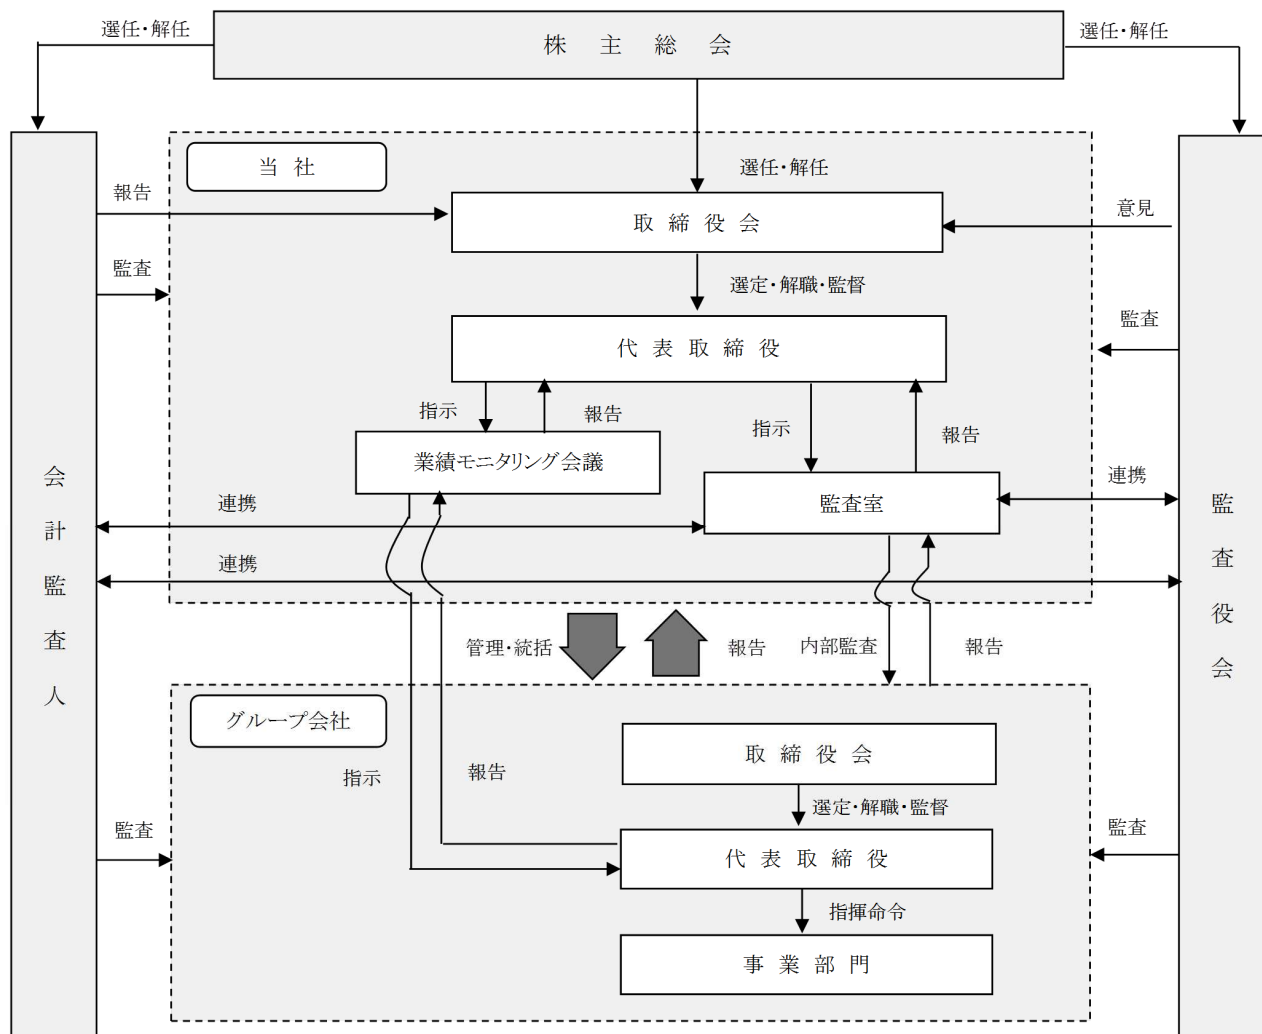 選任・解任
株主総会
選任・解任
当社
選任・解任
報告
取締役会
意見
監査
選定・解職・監督
監査
代表取締役
指示
報告
指示
報告
業績モニタリング会議
連携
監査室
連携
連携
会計監査人
監査役会
管理・統括
報告
内部監査
報告
グループ会社
取締役会
指示
報告
選定・解職・監督
監査
代表取締役
監査
指揮命令
事業部門